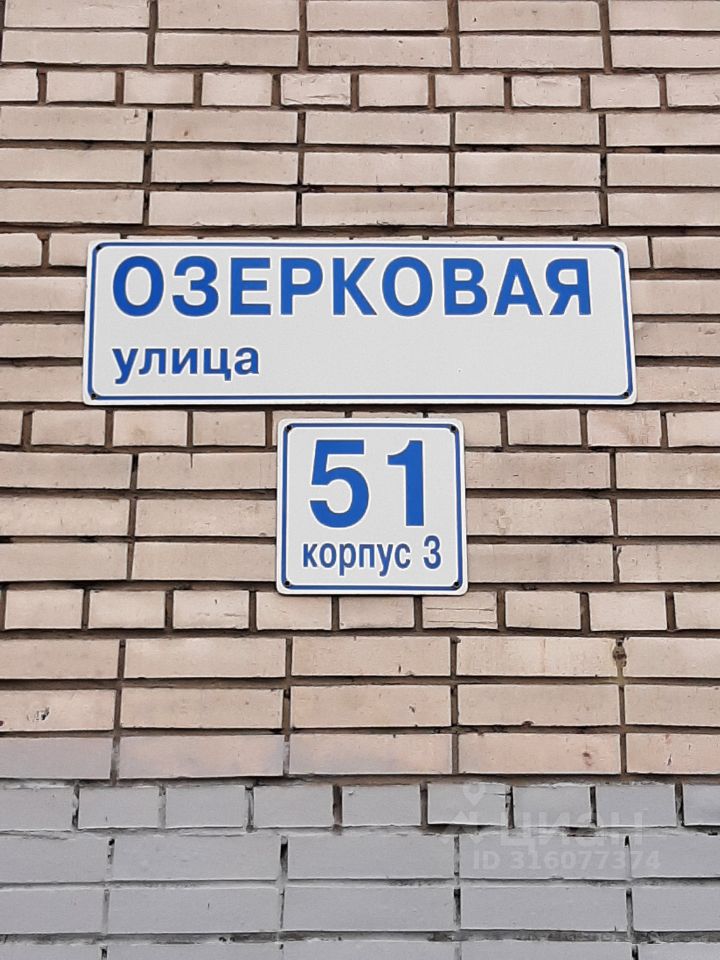 ОЗЕРКОВАЯ
улица
51
корпус 3
циан
ID 316077374